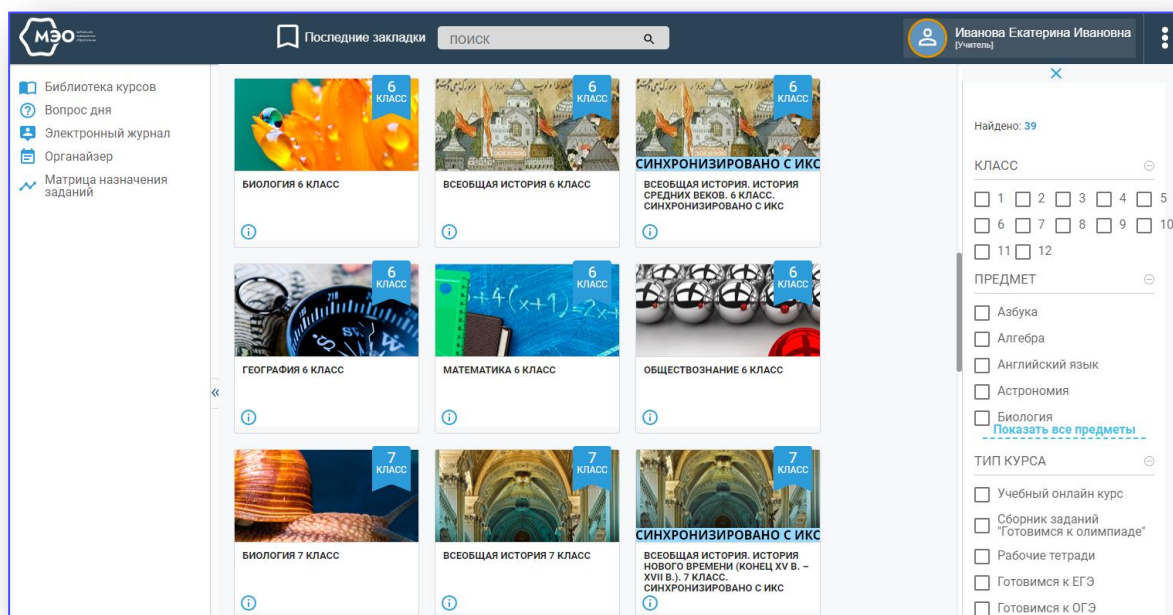 МЭО
Последние закладки
ПОИСК
Иванова Екатерина Ивановна
[Учитель]
Библиотека курсов
Вопрос дня
Электронный журнал
Органайзер
Матрица назначения
заданий
6
КЛАСС
БИОЛОГИЯ 6 КЛАСС
6
КЛАСС
ВСЕОБЩАЯ ИСТОРИЯ 6 КЛАСС
6
КЛАСС
СИНХРОНИЗИРОВАНО С ИКС
ВСЕОБЩАЯ ИСТОРИЯ. ИСТОРИЯ
СРЕДНИХ ВЕКОВ. 6 КЛАСС.
СИНХРОНИЗИРОВАНО С ИКС
6
КЛАСС
ГЕОГРАФИЯ 6 КЛАСС
6
КЛАСС
МАТЕМАТИКА 6 КЛАСС
6
КЛАСС
ОБЩЕСТВОЗНАНИЕ 6 КЛАСС
7
КЛАСС
БИОЛОГИЯ 7 КЛАСС
7
КЛАСС
ВСЕОБЩАЯ ИСТОРИЯ 7 КЛАСС
7
КЛАСС
СИНХРОНИЗИРОВАНО С ИКС
ВСЕОБЩАЯ ИСТОРИЯ. ИСТОРИЯ
НОВОГО ВРЕМЕНИ (КОНЕЦ XV В. –
XVII В.). 7 КЛАСС.
СИНХРОНИЗИРОВАНО С ИКС
Найдено: 39
КЛАСС
1 2 3 4 5
6 7 8 9 10
11 12
ПРЕДМЕТ
Азбука
Алгебра
Английский язык
Астрономия
Биология
Показать все предметы
ТИП КУРСА
Учебный онлайн курс
Сборник заданий
"Готовимся к олимпиаде"
Рабочие тетради
Готовимся к ЕГЭ
Готовимся к ОГЭ